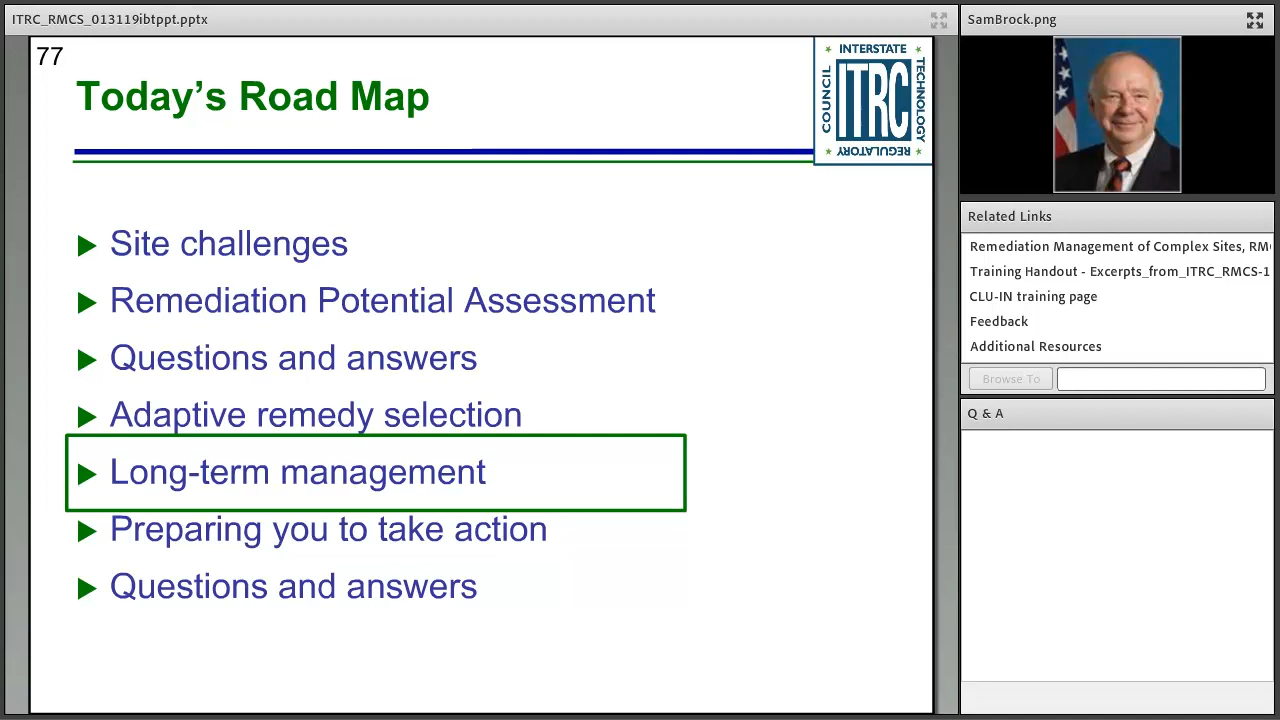 ITRC_RMCS_013119ibtppt.pptx
77
Today's Road Map
INTERSTATE
COUNCIL
ITRC
TECHNOLOGY
REGULATORY
Site challenges
Remediation Potential Assessment
Questions and answers
Adaptive remedy selection
Long-term management
Preparing you to take action
Questions and answers
SamBrock.png
Related Links
Remediation Management of Complex Sites, RM
Training Handout - Excerpts_from_ITRC_RMCS-1
CLU-IN training page
Feedback
Additional Resources
Browse To
Q & A